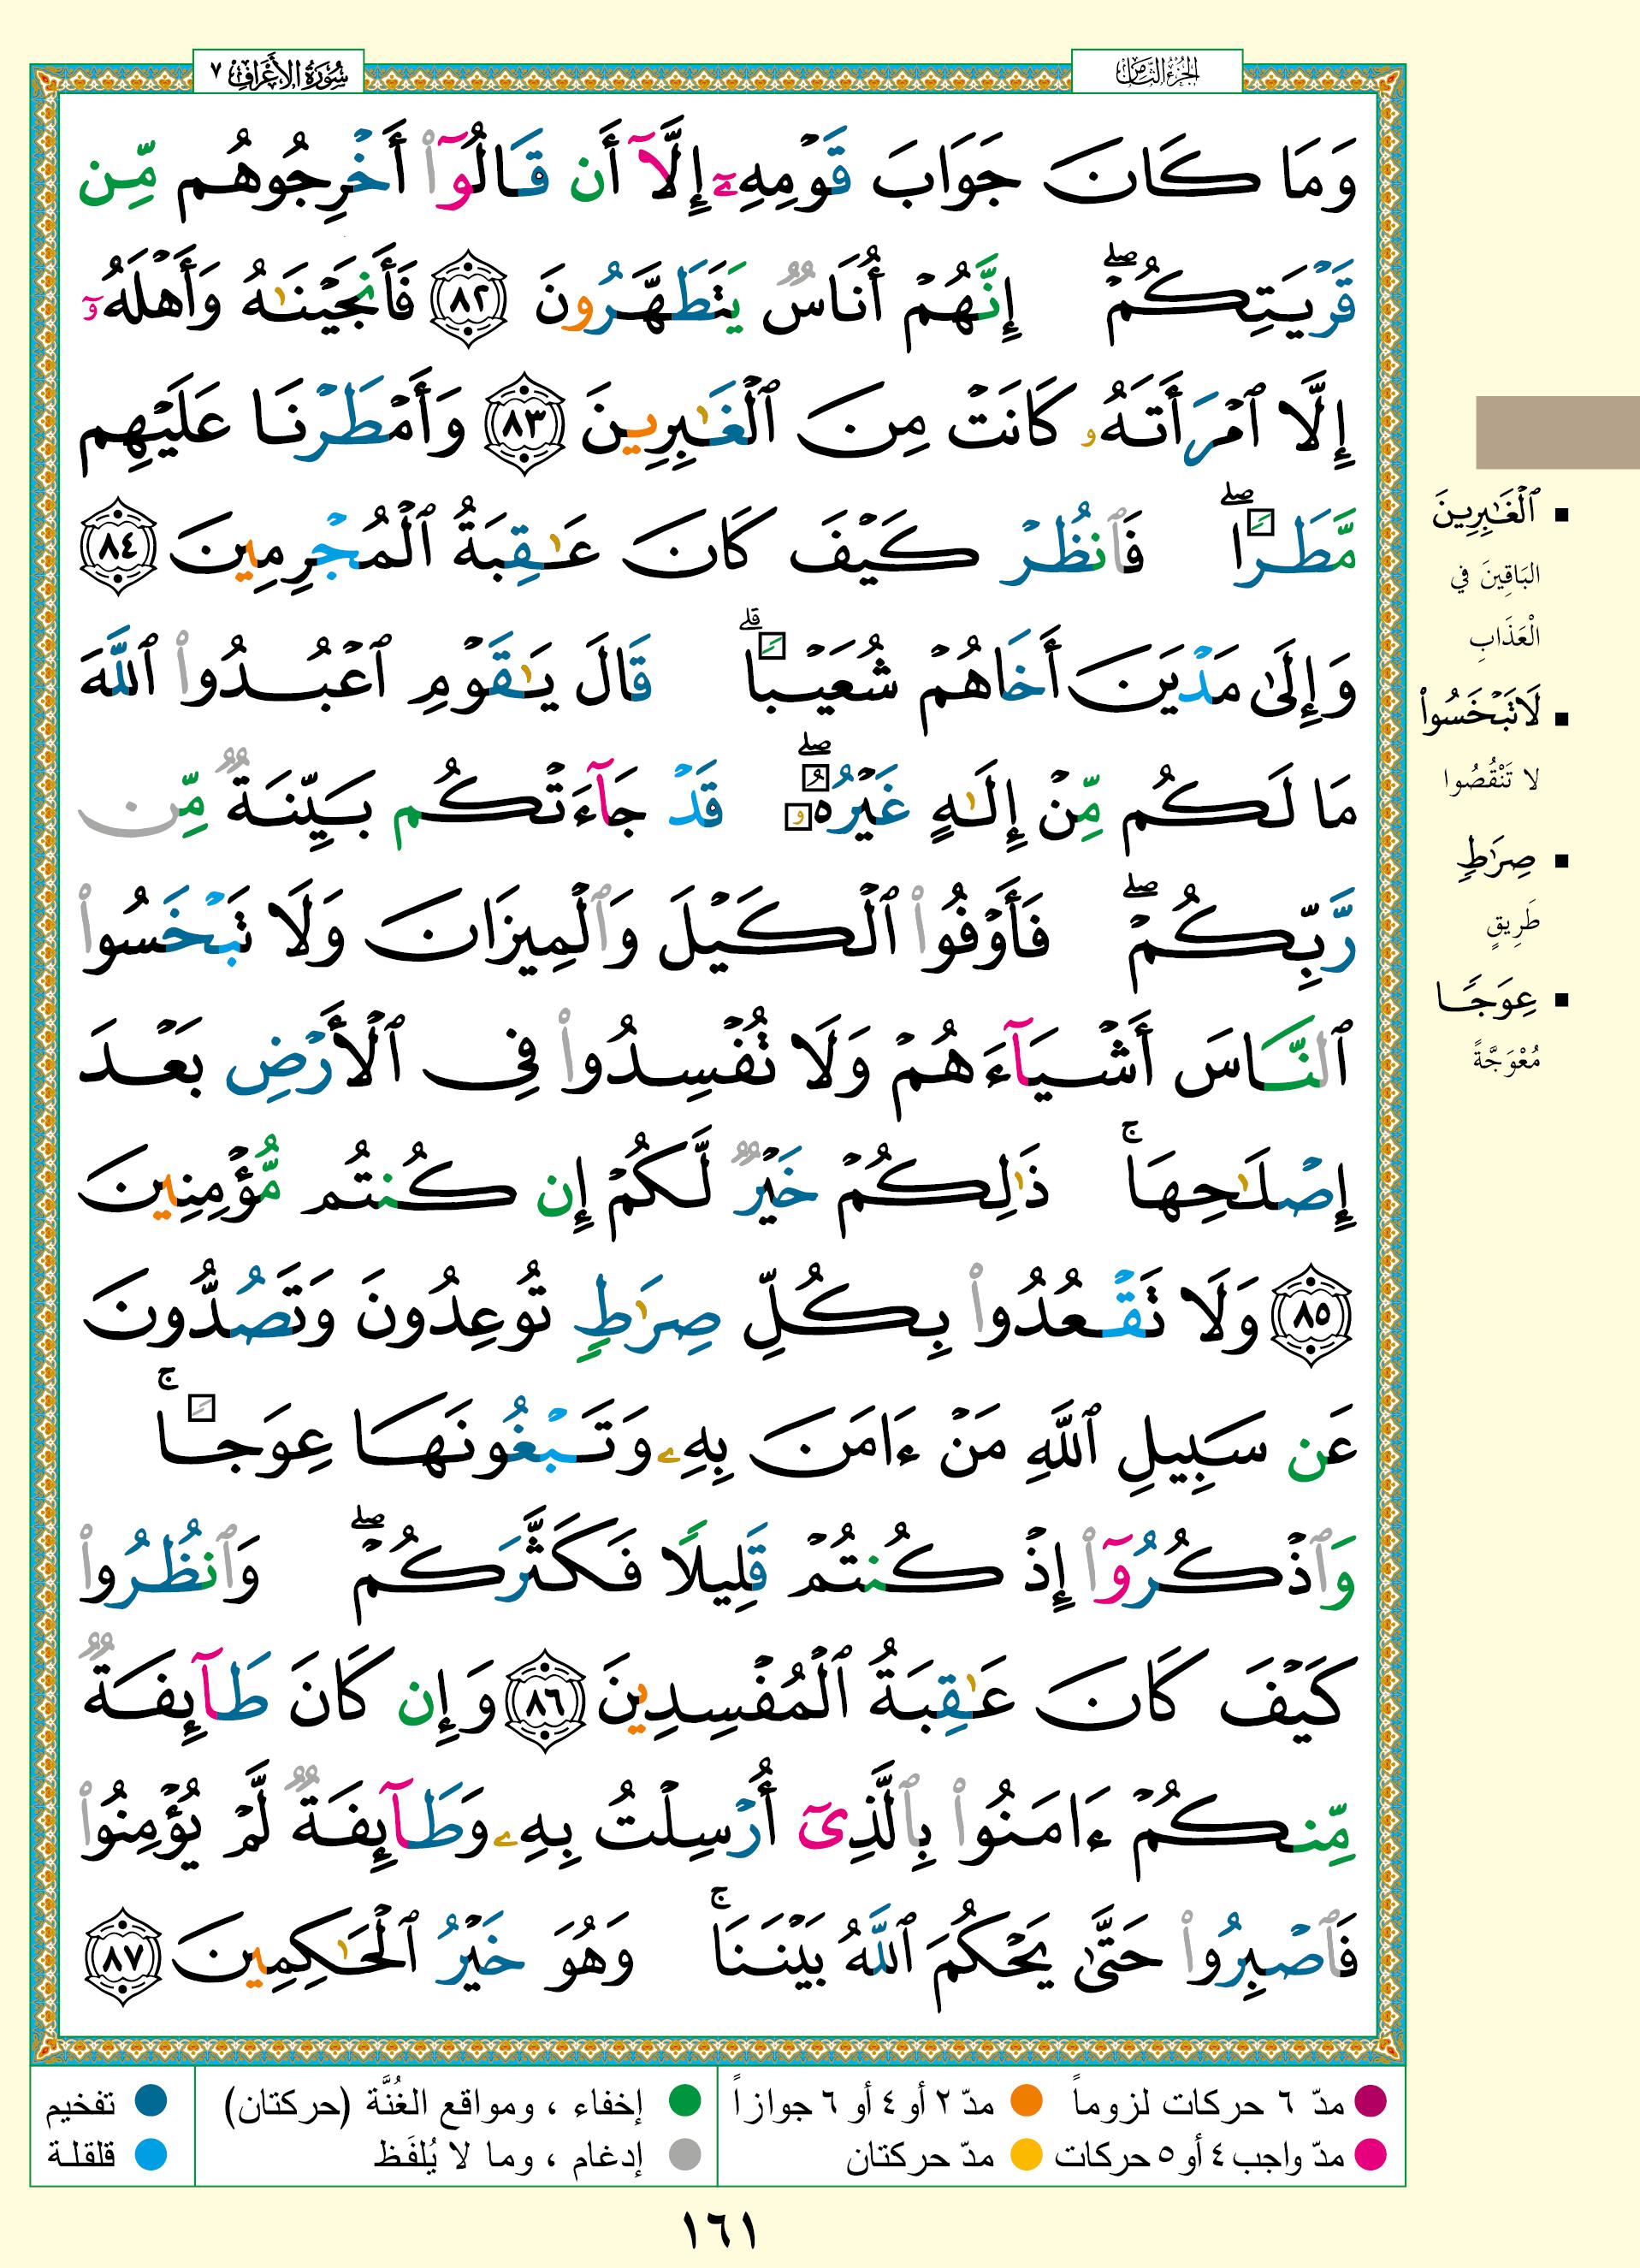 الجزء الثامن
سورة الأعراف ٧
وَمَا كَانَ جَوَابَ قَوْمِهِۦٓ إِلَّآ أَن قَالُوٓا۟ أَخْرِجُوهُم مِّن
قَرْيَتِكُمْ ۖ إِنَّهُمْ أُنَاسٌ يَتَطَهَّرُونَ ﴿٨٢﴾ فَأَنجَيْنَٰهُ وَأَهْلَهُۥٓ
إِلَّا ٱمْرَأَتَهُۥ كَانَتْ مِنَ ٱلْغَٰبِرِينَ ﴿٨٣﴾ وَأَمْطَرْنَا عَلَيْهِم
مَّطَرًا ۖ فَٱنظُرْ كَيْفَ كَانَ عَٰقِبَةُ ٱلْمُجْرِمِينَ ﴿٨٤﴾
وَإِلَىٰ مَدْيَنَ أَخَاهُمْ شُعَيْبًا ۗ قَالَ يَٰقَوْمِ ٱعْبُدُوا۟ ٱللَّهَ
مَا لَكُم مِّنْ إِلَٰهٍ غَيْرُهُۥ ۖ قَدْ جَآءَتْكُم بَيِّنَةٌ مِّن
رَّبِّكُمْ ۖ فَأَوْفُوا۟ ٱلْكَيْلَ وَٱلْمِيزَانَ وَلَا تَبْخَسُوا۟
ٱلنَّاسَ أَشْيَآءَهُمْ وَلَا تُفْسِدُوا۟ فِى ٱلْأَرْضِ بَعْدَ
إِصْلَٰحِهَا ۚ ذَٰلِكُمْ خَيْرٌ لَّكُمْ إِن كُنتُم مُّؤْمِنِينَ
﴿٨٥﴾ وَلَا تَقْعُدُوا۟ بِكُلِّ صِرَٰطٍ تُوعِدُونَ وَتَصُدُّونَ
عَن سَبِيلِ ٱللَّهِ مَنْ ءَامَنَ بِهِۦ وَتَبْغُونَهَا عِوَجًا ۚ
وَٱذْكُرُوٓا۟ إِذْ كُنتُمْ قَلِيلًا فَكَثَّرَكُمْ ۖ وَٱنظُرُوا۟
كَيْفَ كَانَ عَٰقِبَةُ ٱلْمُفْسِدِينَ ﴿٨٦﴾ وَإِن كَانَ طَآئِفَةٌ
مِّنكُمْ ءَامَنُوا۟ بِٱلَّذِىٓ أُرْسِلْتُ بِهِۦ وَطَآئِفَةٌ لَّمْ يُؤْمِنُوا۟
فَٱصْبِرُوا۟ حَتَّىٰ يَحْكُمَ ٱللَّهُ بَيْنَنَا ۚ وَهُوَ خَيْرُ ٱلْحَٰكِمِينَ ﴿٨٧﴾
▪ ٱلْغَٰبِرِينَ
البَاقِينَ في
الْعَذَابِ
▪ لَا تَبْخَسُوا۟
لا تَنْقُصُوا
▪ صِرَٰطٍ
طَرِيقٍ
▪ عِوَجًا
مُعْوَجَّةً
مدّ ٦ حركات لزوماً ● مدّ ٢ أو ٤ أو ٦ جوازاً ● إخفاء ، ومواقع الغُنَّة (حركتان) ● تفخيم
مدّ واجب ٤ أو ٥ حركات ● مدّ حركتان ● إدغام ، وما لا يُلفَظ ● قلقلة
١٦١